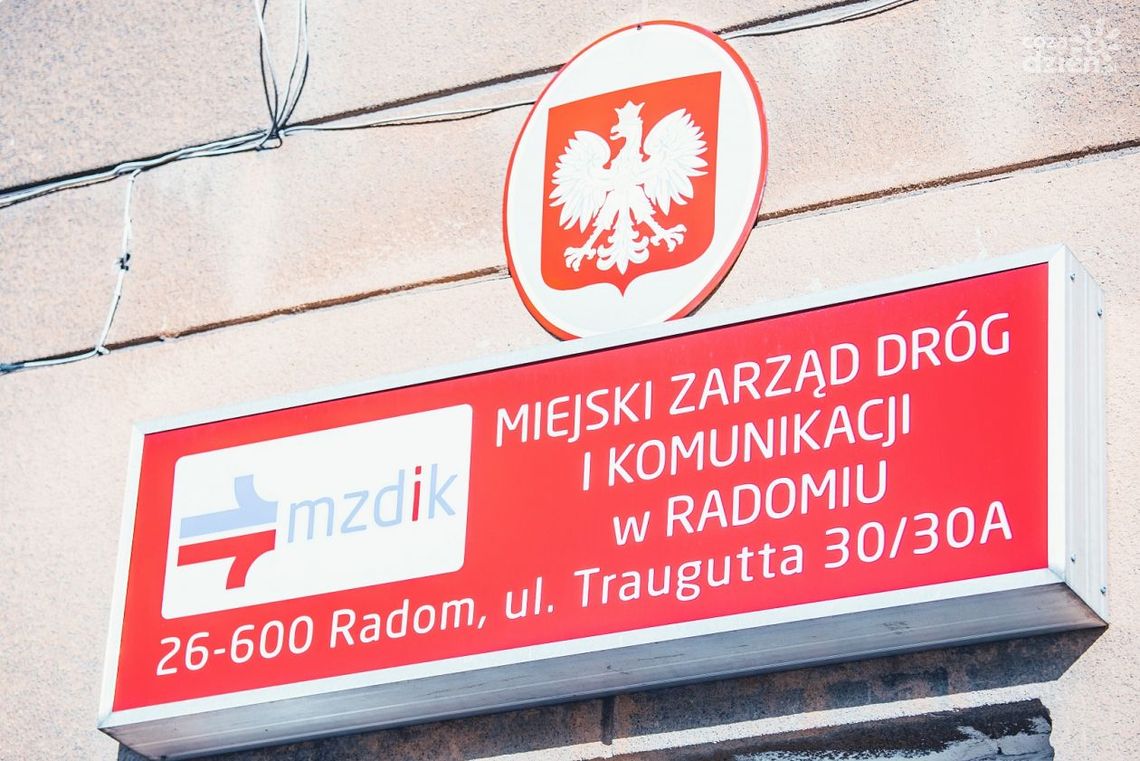 mzdik
MIEJSKI ZARZĄD DRÓG
I KOMUNIKACJI
w RADOMIU
26-600 Radom, ul. Traugutta 30/30A